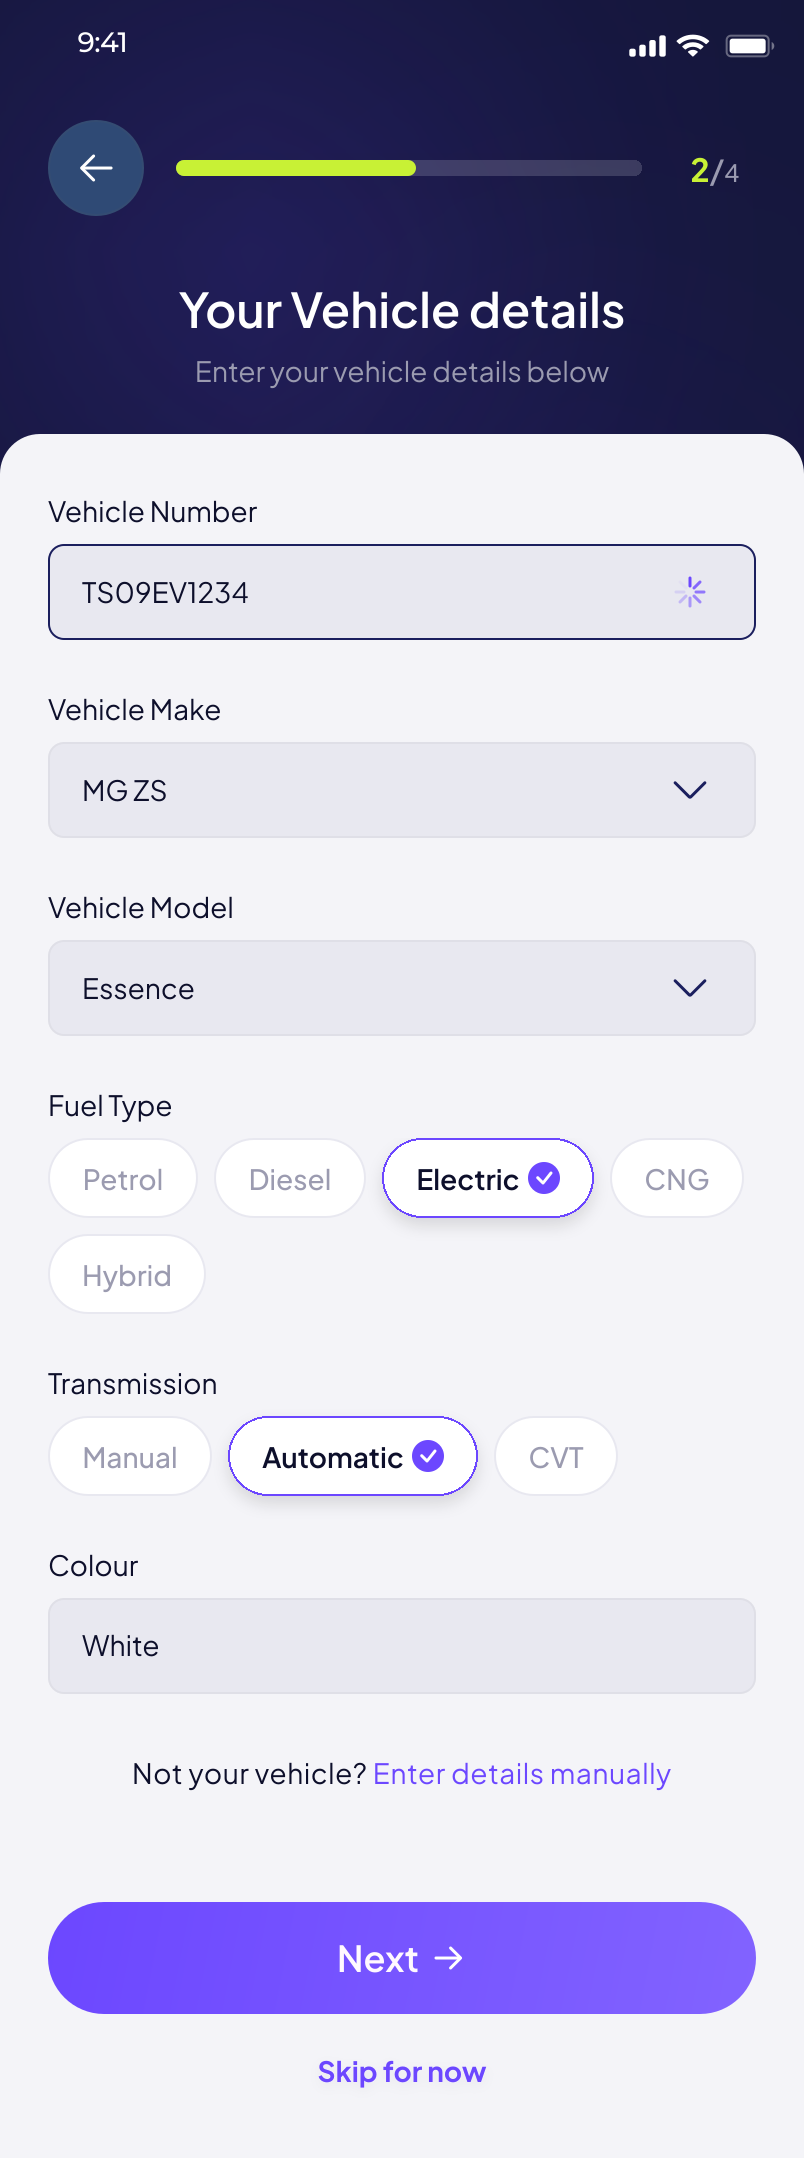 9:41
2/4
Your Vehicle details
Enter your vehicle details below
Vehicle Number
TS09EV1234
Vehicle Make
MG ZS
Vehicle Model
Essence
Fuel Type
Petrol Diesel Electric CNG
Hybrid
Transmission
Manual Automatic CVT
Colour
White
Not your vehicle? Enter details manually
Next →
Skip for now